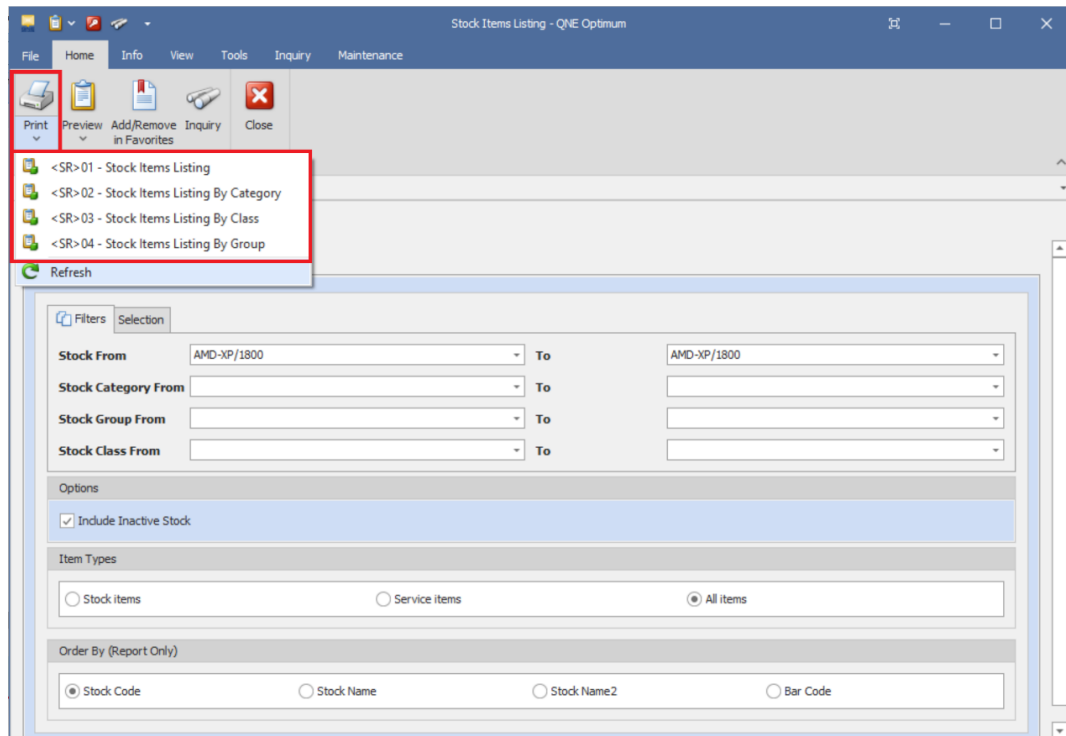 Stock Items Listing - QNE Optimum
File Home Info View Tools Inquiry Maintenance
Print Preview Add/Remove in Favorites Inquiry Close
<SR>01 - Stock Items Listing
<SR>02 - Stock Items Listing By Category
<SR>03 - Stock Items Listing By Class
<SR>04 - Stock Items Listing By Group
Refresh
Filters Selection
Stock From AMD-XP/1800 To AMD-XP/1800
Stock Category From To
Stock Group From To
Stock Class From To
Options
Include Inactive Stock
Item Types
Stock items Service items All items
Order By (Report Only)
Stock Code Stock Name Stock Name2 Bar Code